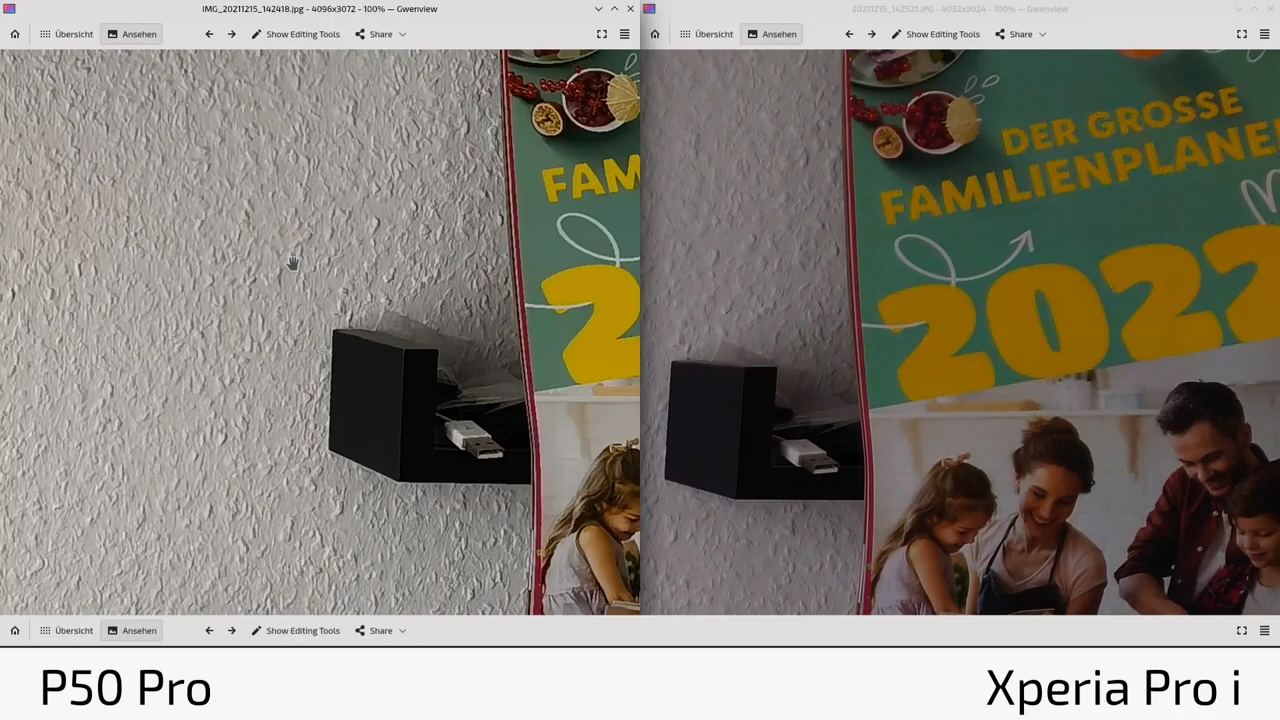 IMG_20211215_142418.jpg - 4096x3072 - 100% — Gwenview
20211215_142521.JPG - 4032x3024 - 100% — Gwenview
Übersicht Ansehen Show Editing Tools Share
Übersicht Ansehen Show Editing Tools Share
FAM
2
DER GROSSE
FAMILIENPLANE
2022
Übersicht Ansehen Show Editing Tools Share
P50 Pro
Xperia Pro i